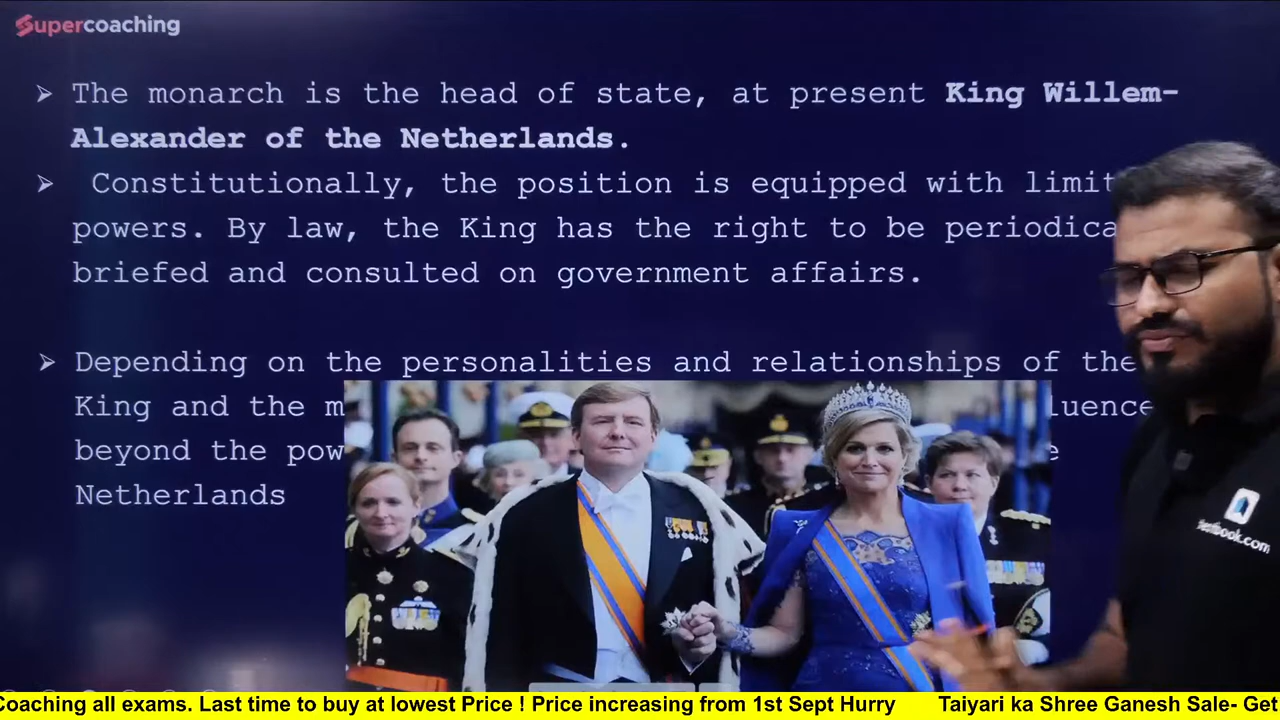 Supercoaching
➢ The monarch is the head of state, at present King Willem-
Alexander of the Netherlands.
➢ Constitutionally, the position is equipped with
powers. By law, the King has the right to be
briefed and consulted on government affairs.
➢ Depending on the personalities and relationships of the
King and the
beyond the
Netherlands
testbook.com
Coaching all exams. Last time to buy at lowest Price ! Price increasing from 1st Sept Hurry Taiyari ka Shree Ganesh Sale- Get